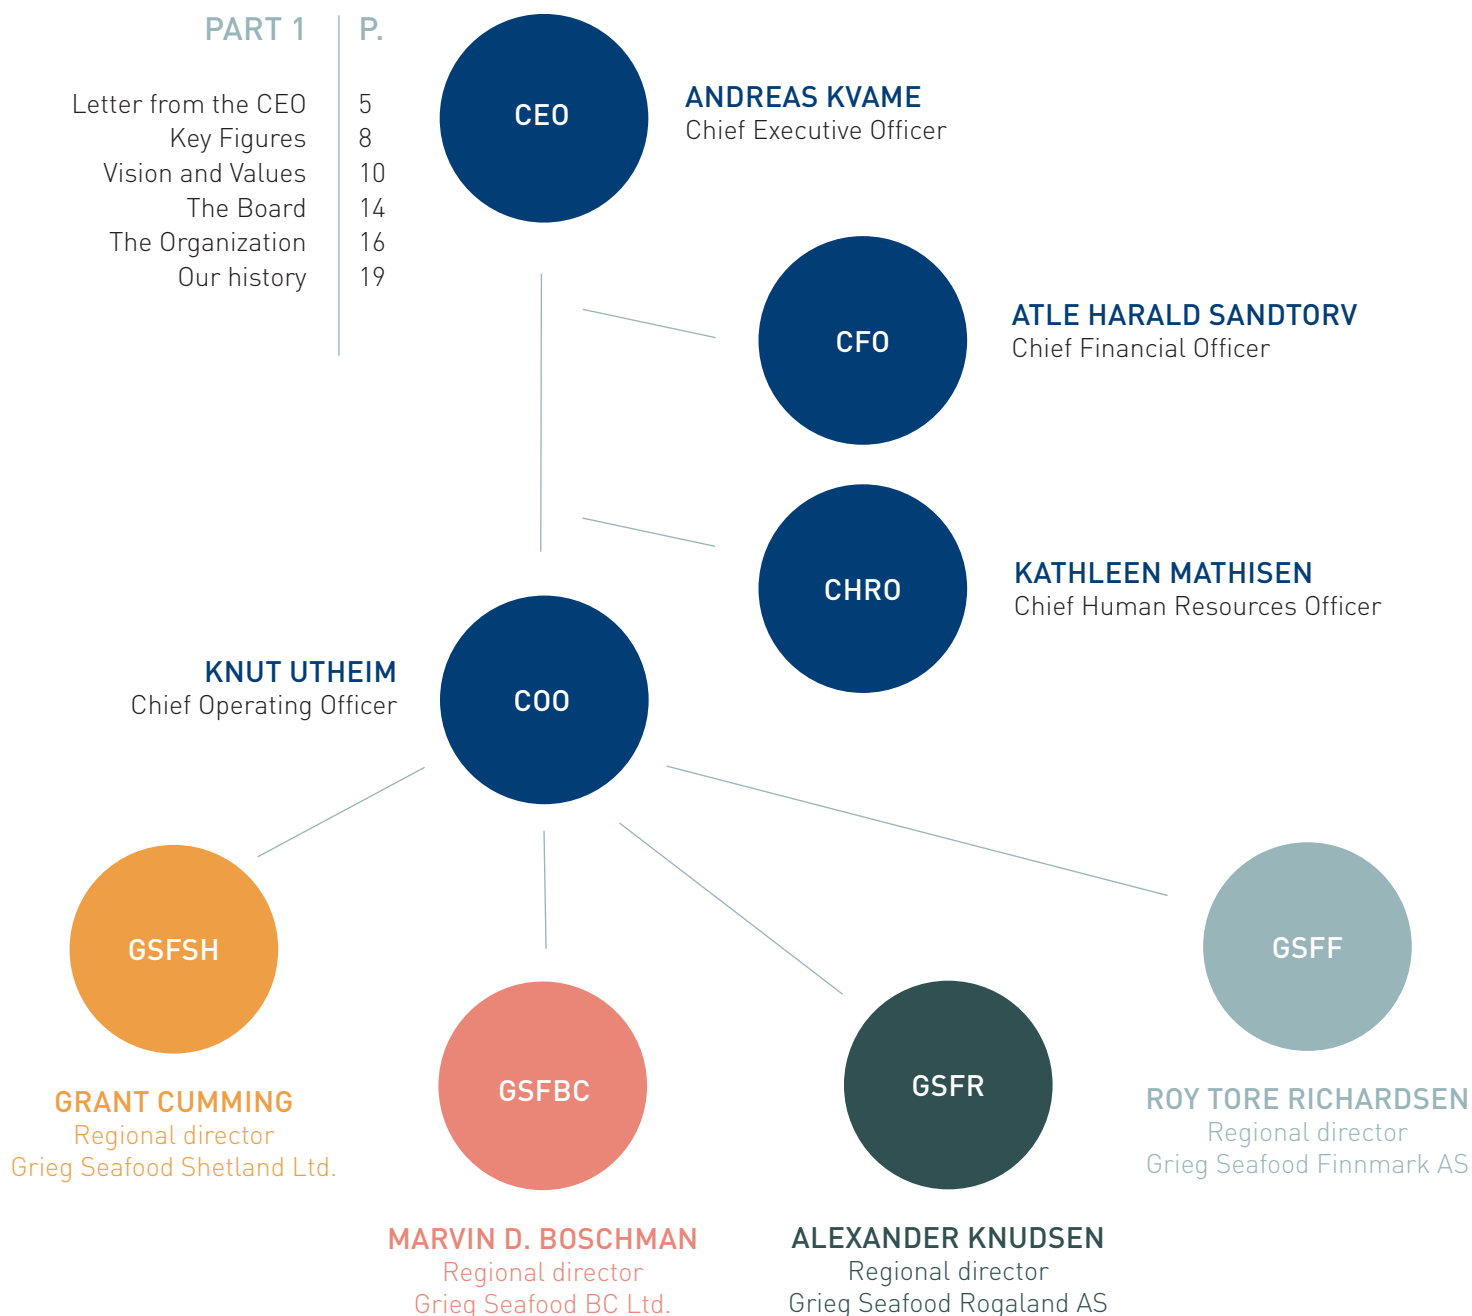 PART 1 P.
Letter from the CEO 5
Key Figures 8
Vision and Values 10
The Board 14
The Organization 16
Our history 19
CEO
ANDREAS KVAME
Chief Executive Officer
CFO
ATLE HARALD SANDTORV
Chief Financial Officer
CHRO
KATHLEEN MATHISEN
Chief Human Resources Officer
KNUT UTHEIM
Chief Operating Officer
COO
GSFSH
GRANT CUMMING
Regional director
Grieg Seafood Shetland Ltd.
GSFBC
MARVIN D. BOSCHMAN
Regional director
Grieg Seafood BC Ltd.
GSFR
ALEXANDER KNUDSEN
Regional director
Grieg Seafood Rogaland AS
GSFF
ROY TORE RICHARDSEN
Regional director
Grieg Seafood Finnmark AS